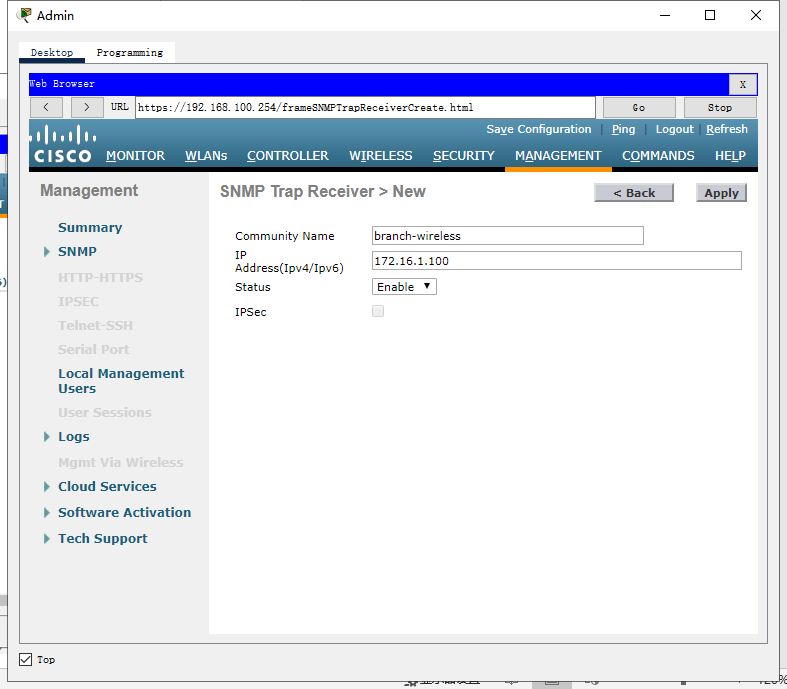 Admin
Desktop Programming
Web Browser X
< > URL https://192.168.100.254/frameSNMPTrapReceiverCreate.html Go Stop
Save Configuration | Ping | Logout | Refresh
CISCO MONITOR WLANs CONTROLLER WIRELESS SECURITY MANAGEMENT COMMANDS HELP
Management
SNMP Trap Receiver > New < Back Apply
Summary
SNMP
HTTP-HTTPS
IPSEC
Telnet-SSH
Serial Port
Local Management
Users
User Sessions
Logs
Mgmt Via Wireless
Cloud Services
Software Activation
Tech Support
Community Name branch-wireless
IP
Address(Ipv4/Ipv6) 172.16.1.100
Status Enable
IPSec
Top